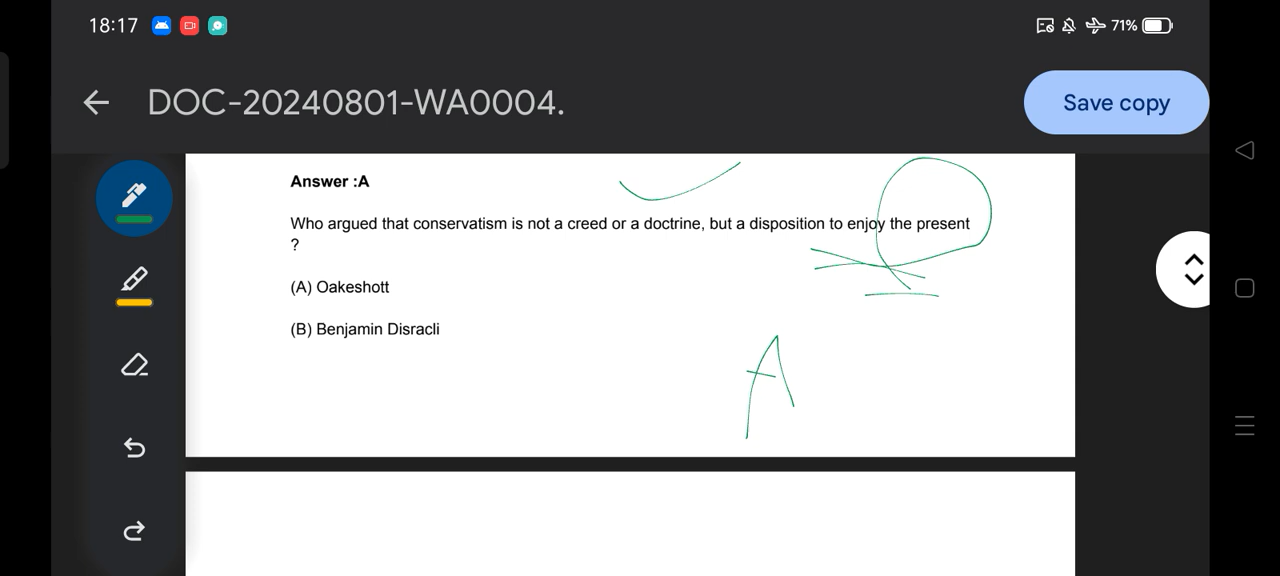 18:17
71%
DOC-20240801-WA0004.
Save copy
Answer :A
Who argued that conservatism is not a creed or a doctrine, but a disposition to enjoy the present
?
(A) Oakeshott
(B) Benjamin Disracli
A